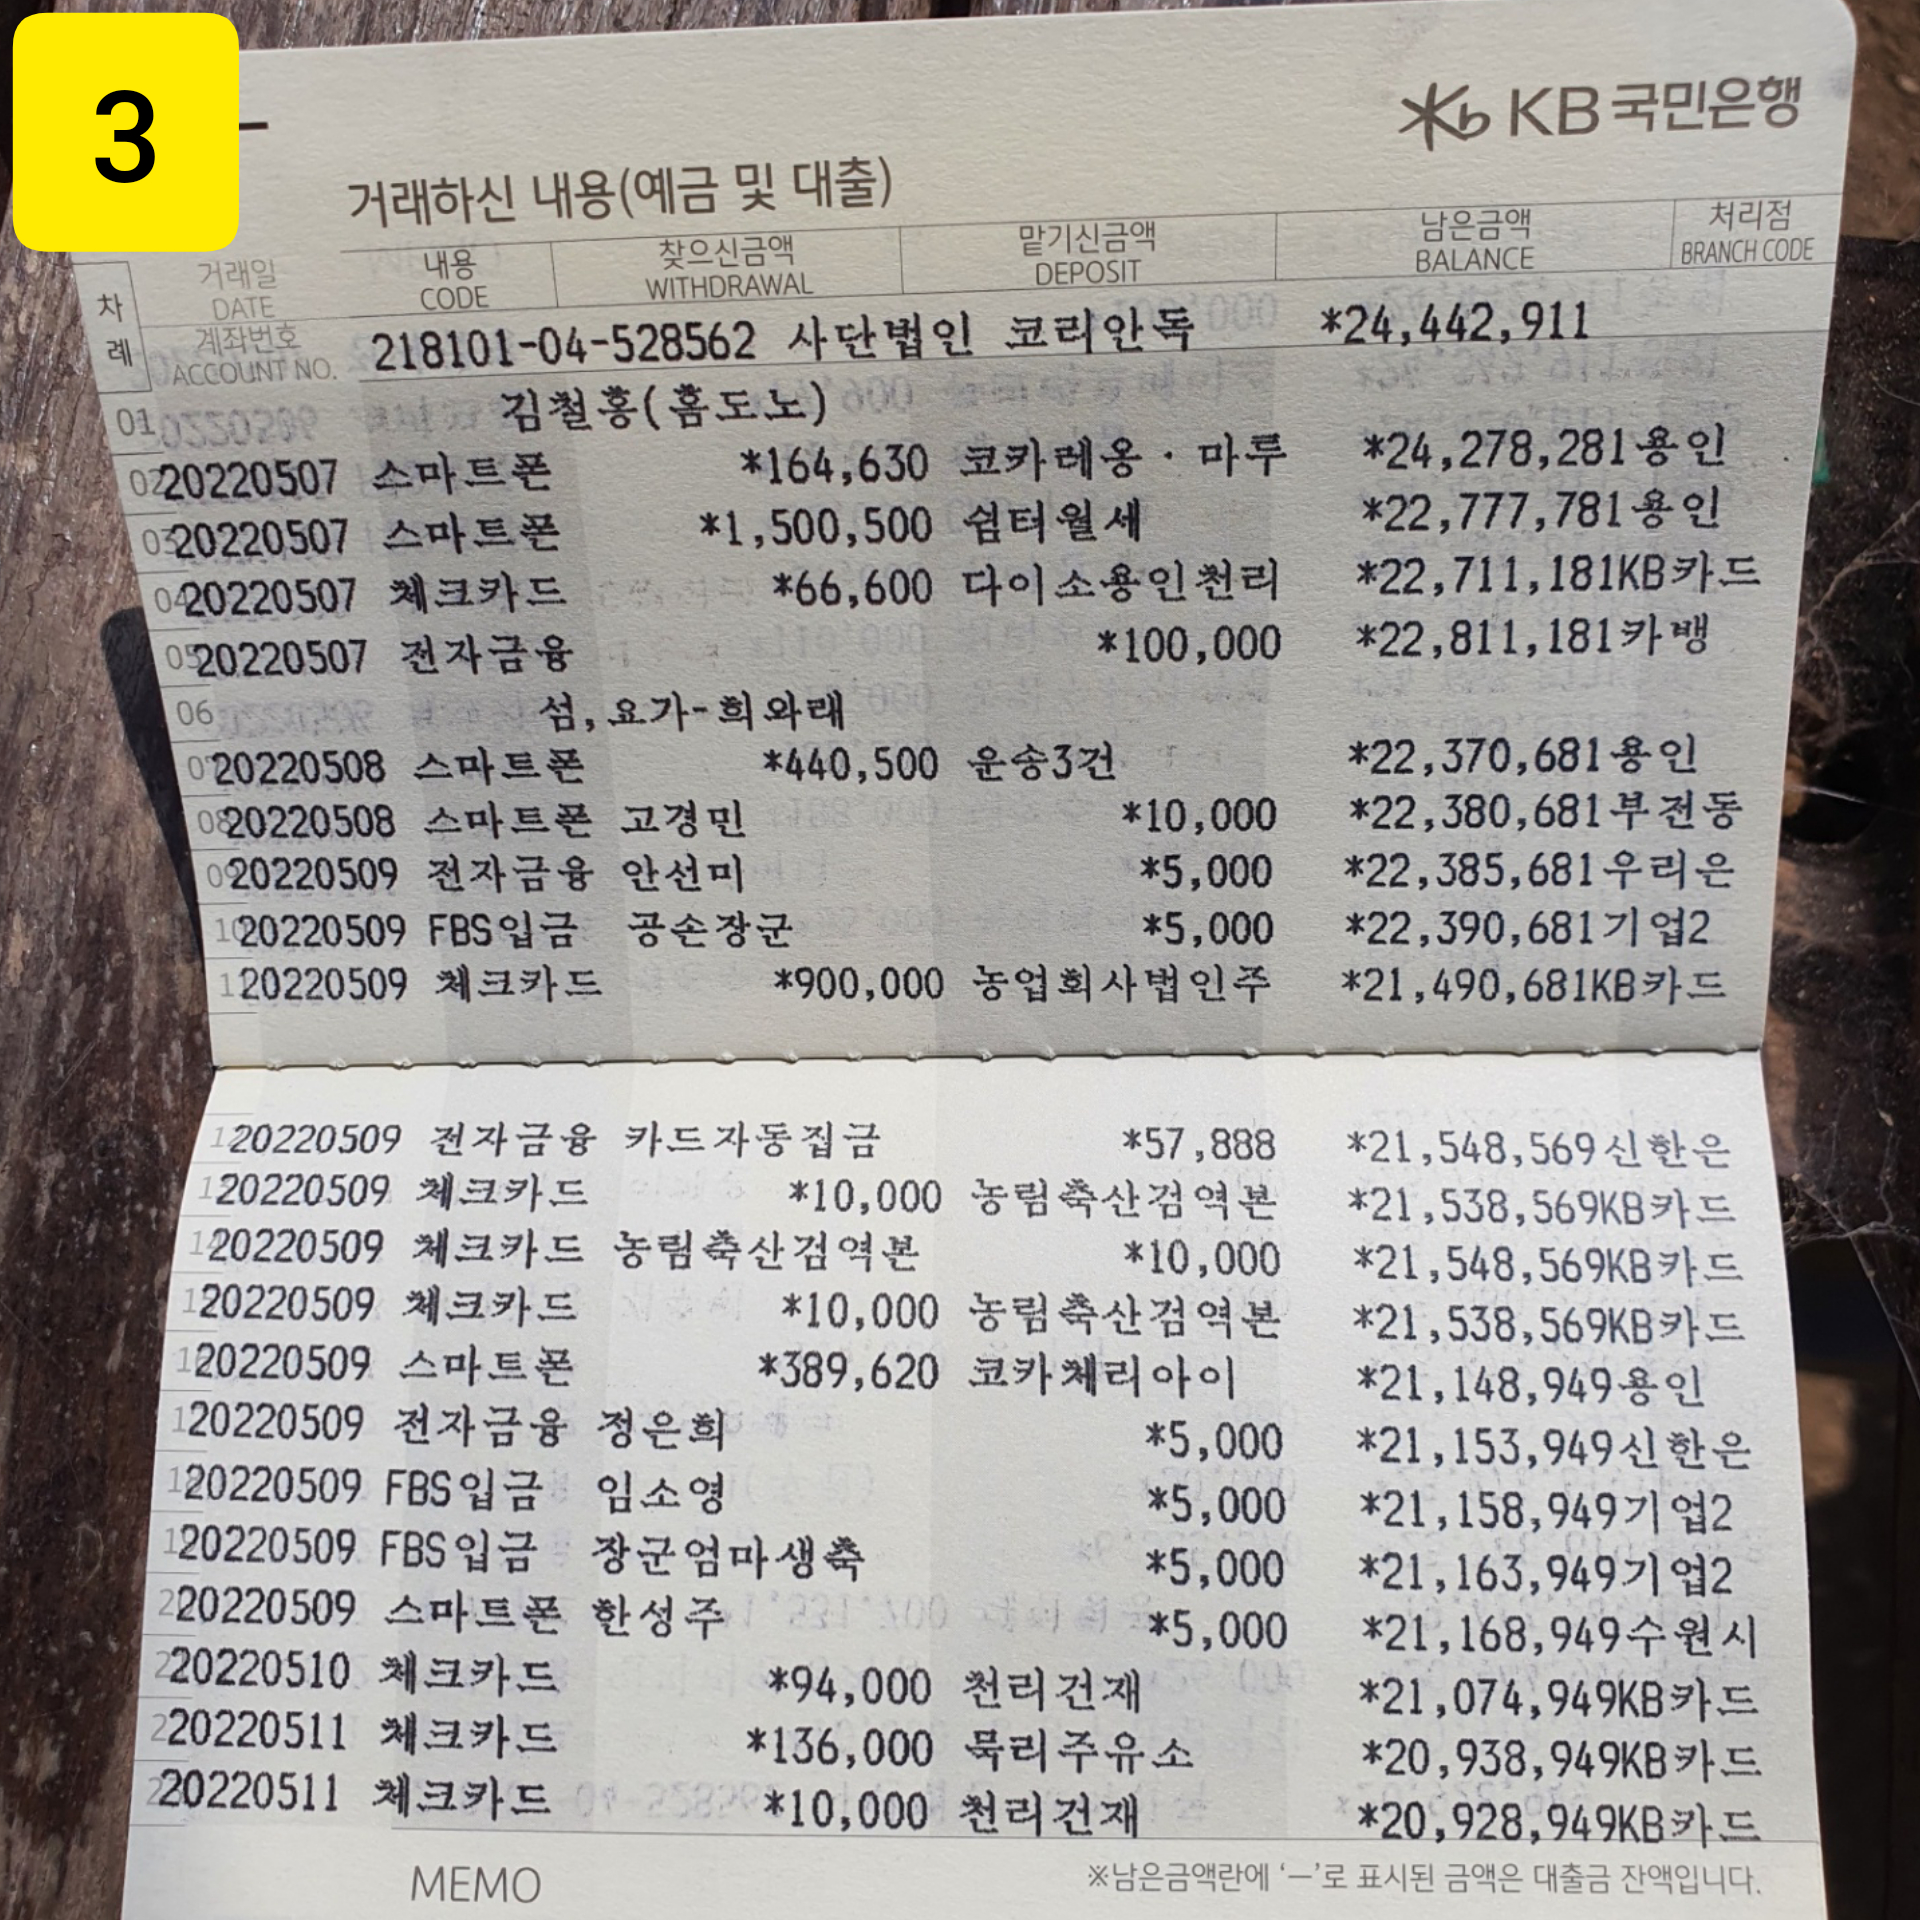 3
KB국민은행
거래하신 내용(예금 및 대출)
차례 거래일 DATE 내용 CODE 찾으신금액 WITHDRAWAL 맡기신금액 DEPOSIT 남은금액 BALANCE 처리점 BRANCH CODE
계좌번호 ACCOUNT NO. 218101-04-528562 사단법인 코리안독 *24,442,911
01 김철홍(홈도노)
02 20220507 스마트폰 *164,630 코카레옹·마루 *24,278,281용인
03 20220507 스마트폰 *1,500,500 쉼터월세 *22,777,781용인
04 20220507 체크카드 *66,600 다이소용인천리 *22,711,181KB카드
05 20220507 전자금융 *100,000 *22,811,181카뱅
06 섬,요가-희와래
07 20220508 스마트폰 *440,500 운송3건 *22,370,681용인
08 20220508 스마트폰 고경민 *10,000 *22,380,681부전동
09 20220509 전자금융 안선미 *5,000 *22,385,681우리은
10 20220509 FBS입금 공손장군 *5,000 *22,390,681기업2
11 20220509 체크카드 *900,000 농업회사법인주 *21,490,681KB카드
12 20220509 전자금융 카드자동집금 *57,888 *21,548,569신한은
20220509 체크카드 *10,000 농림축산검역본 *21,538,569KB카드
20220509 체크카드 농림축산검역본 *10,000 *21,548,569KB카드
20220509 체크카드 *10,000 농림축산검역본 *21,538,569KB카드
20220509 스마트폰 *389,620 코카체리아이 *21,148,949용인
20220509 전자금융 정은희 *5,000 *21,153,949신한은
20220509 FBS입금 임소영 *5,000 *21,158,949기업2
20220509 FBS입금 장군엄마생축 *5,000 *21,163,949기업2
20220509 스마트폰 한성주 *5,000 *21,168,949수원시
20220510 체크카드 *94,000 천리건재 *21,074,949KB카드
20220511 체크카드 *136,000 묵리주유소 *20,938,949KB카드
20220511 체크카드 *10,000 천리건재 *20,928,949KB카드
MEMO ※남은금액란에 ‘-’로 표시된 금액은 대출금 잔액입니다.